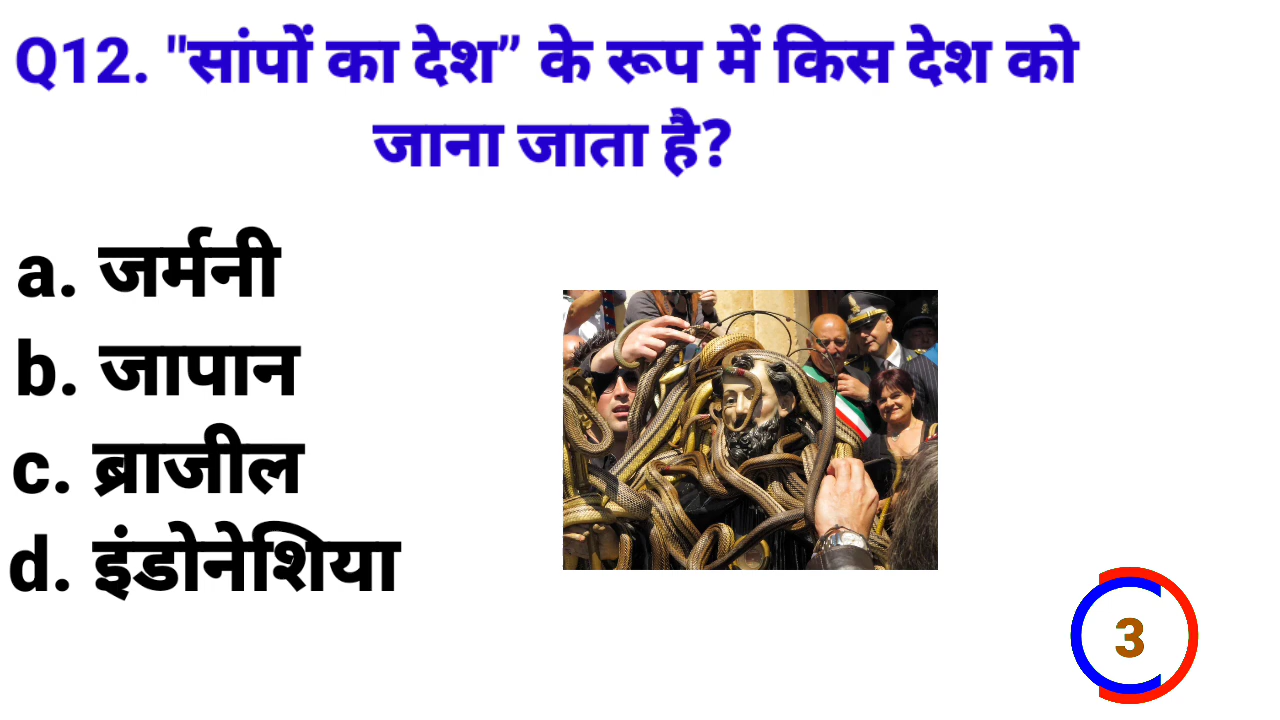 Q12. "सांपों का देश” के रूप में किस देश को
जाना जाता है?
a. जर्मनी
b. जापान
c. ब्राजील
d. इंडोनेशिया
3